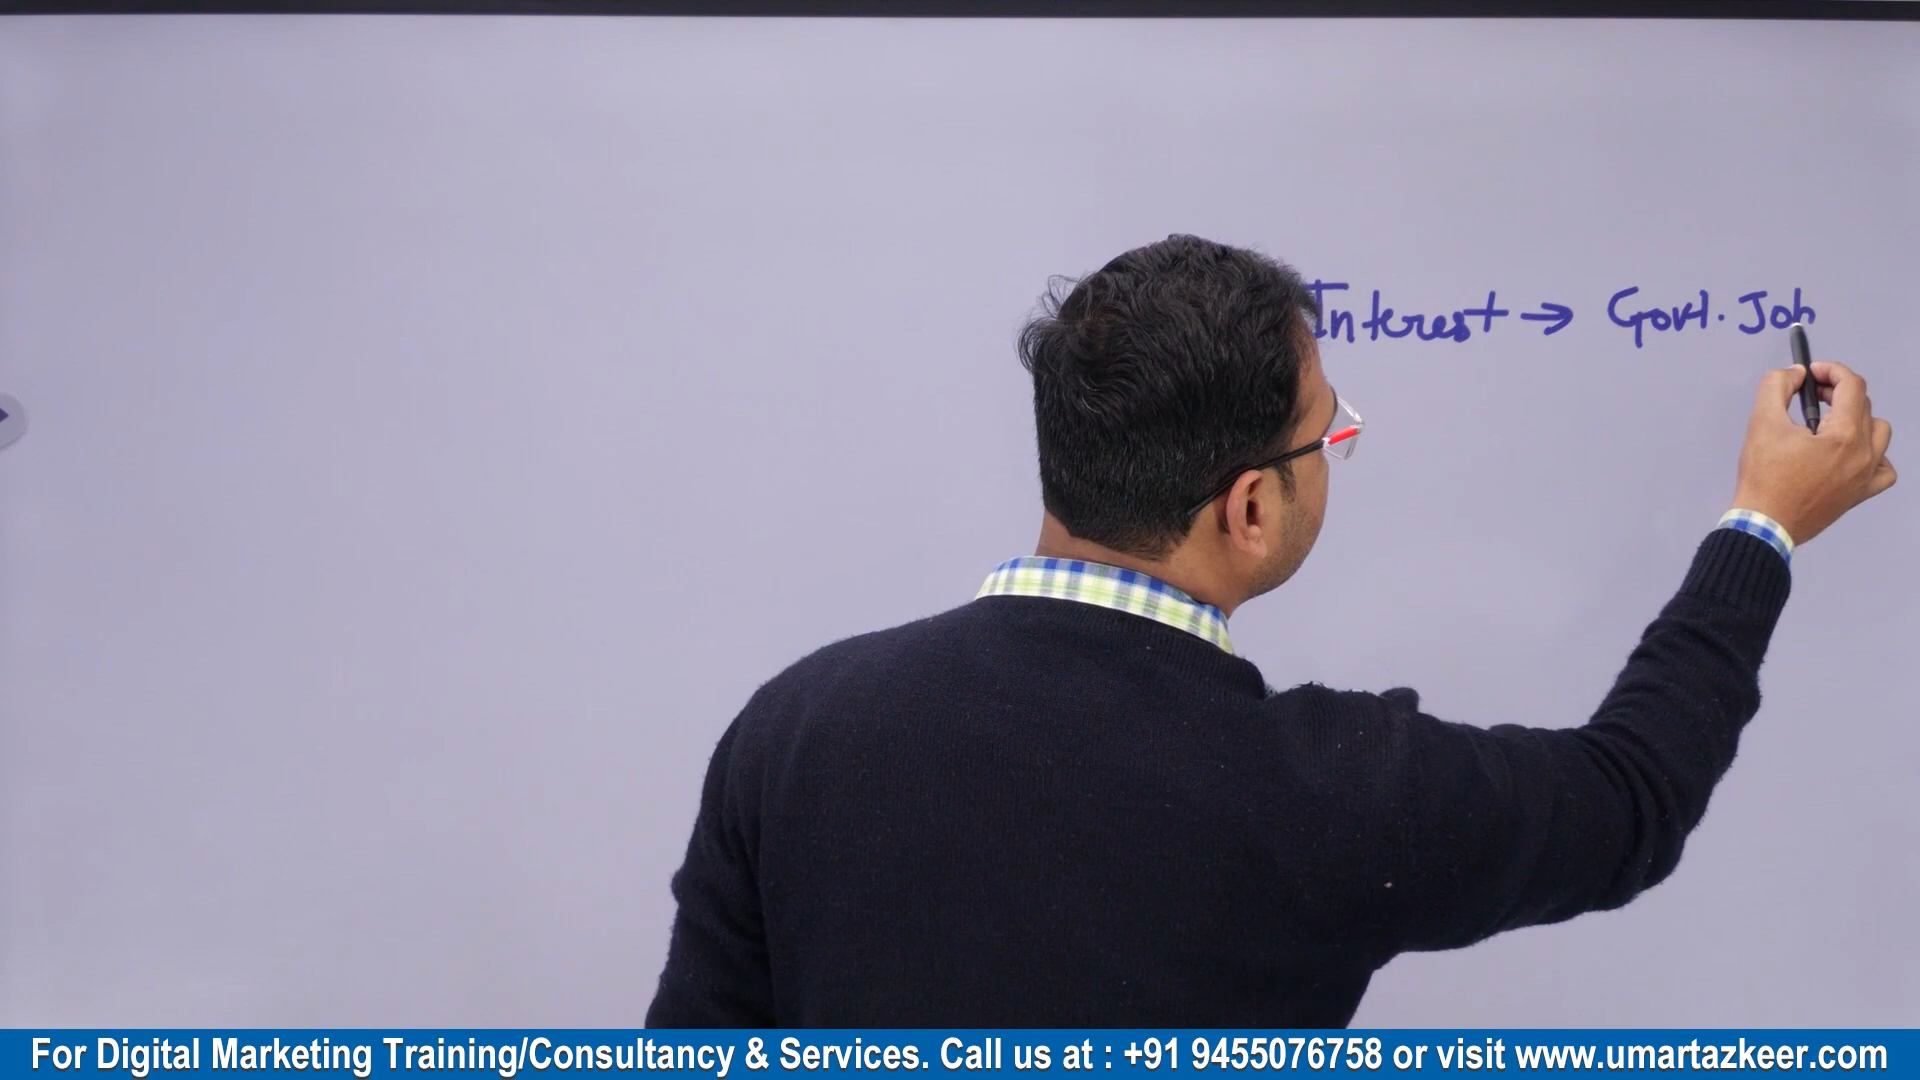 Interest → Govt. Job
For Digital Marketing Training/Consultancy & Services. Call us at : +91 9455076758 or visit www.umartazkeer.com